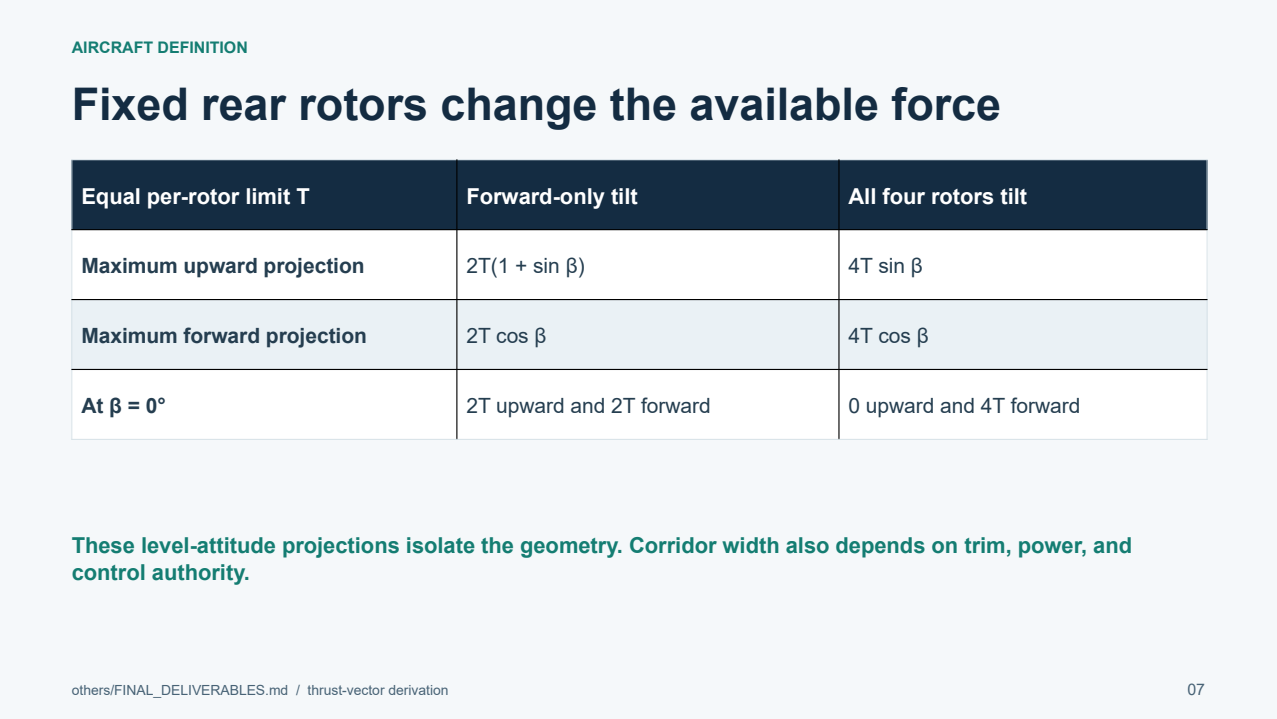 AIRCRAFT DEFINITION
Fixed rear rotors change the available force
Equal per-rotor limit T Forward-only tilt All four rotors tilt
Maximum upward projection 2T(1 + sin β) 4T sin β
Maximum forward projection 2T cos β 4T cos β
At β = 0° 2T upward and 2T forward 0 upward and 4T forward
These level-attitude projections isolate the geometry. Corridor width also depends on trim, power, and
control authority.
others/FINAL_DELIVERABLES.md / thrust-vector derivation 07